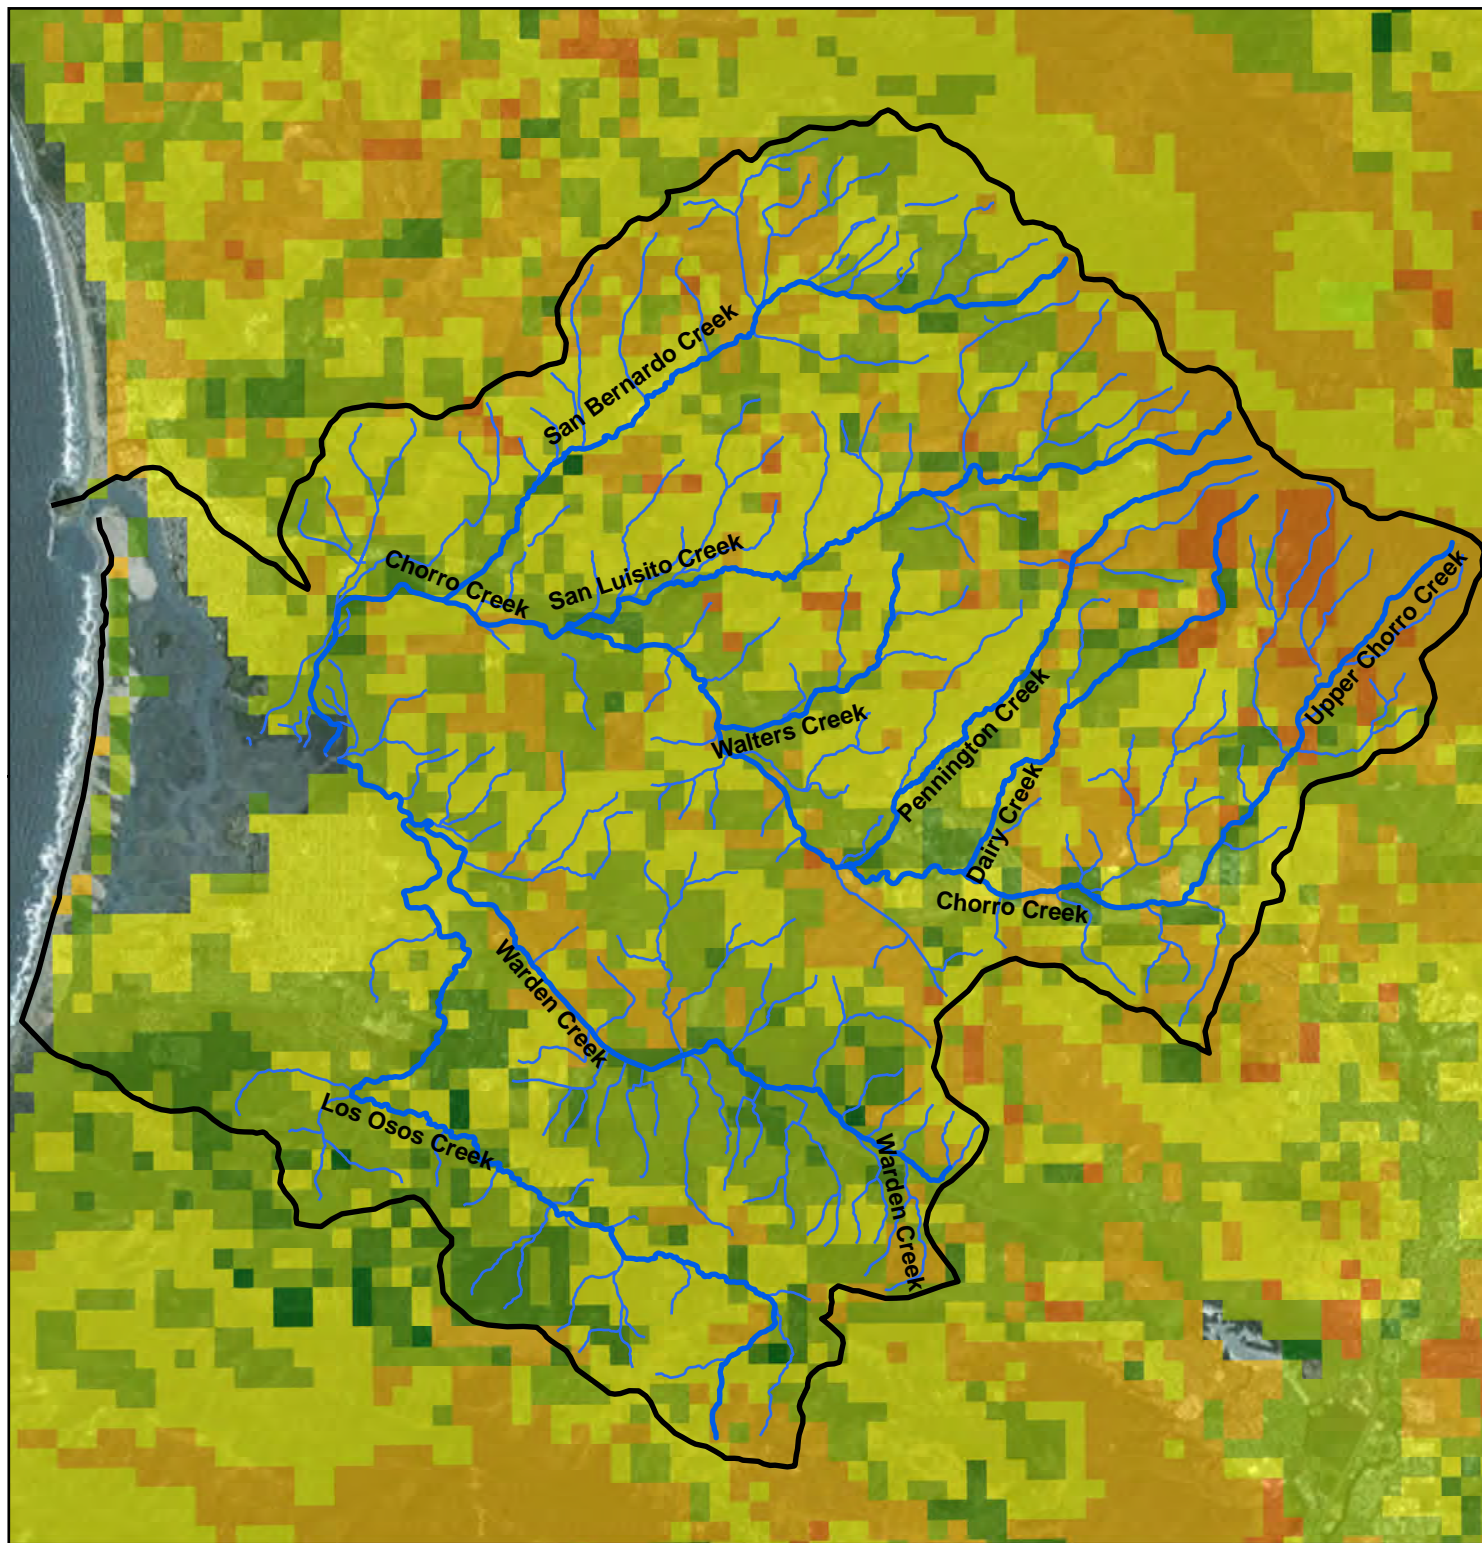 San Bernardo Creek
Chorro Creek
San Luisito Creek
Upper Chorro Creek
Walters Creek
Pennington Creek
Dairy Creek
Chorro Creek
Warden Creek
Los Osos Creek
Warden Creek